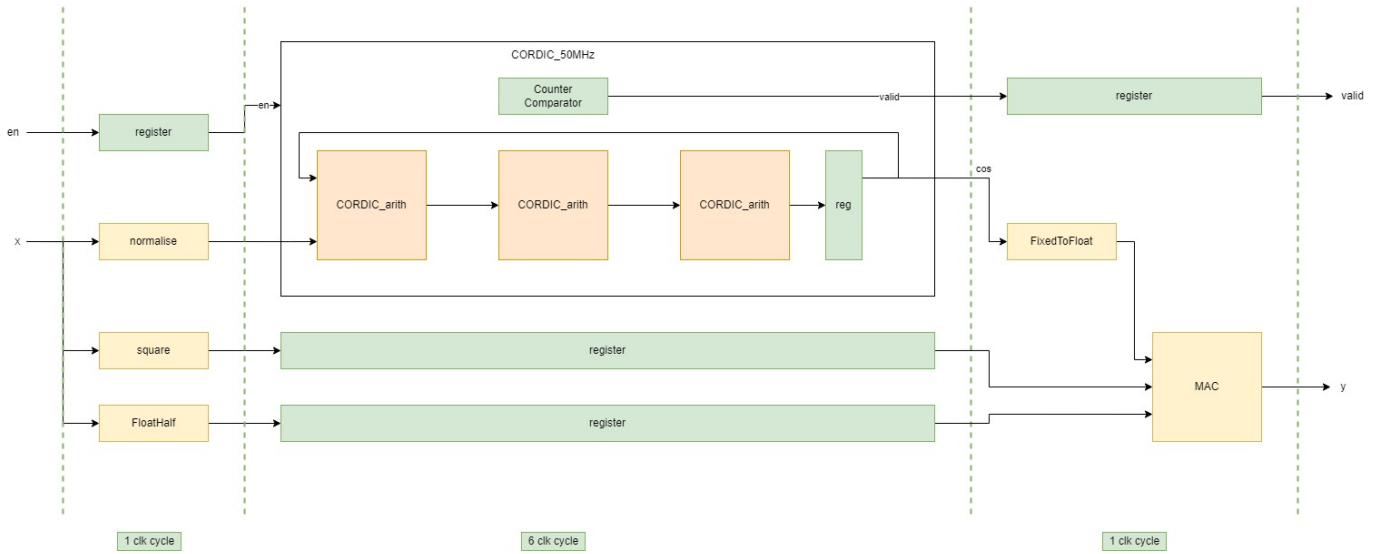 CORDIC_50MHz
Counter
Comparator
valid
register
valid
en
register
en
CORDIC_arith
CORDIC_arith
CORDIC_arith
reg
cos
x
normalise
FixedToFloat
square
register
MAC
y
FloatHalf
register
1 clk cycle
6 clk cycle
1 clk cycle